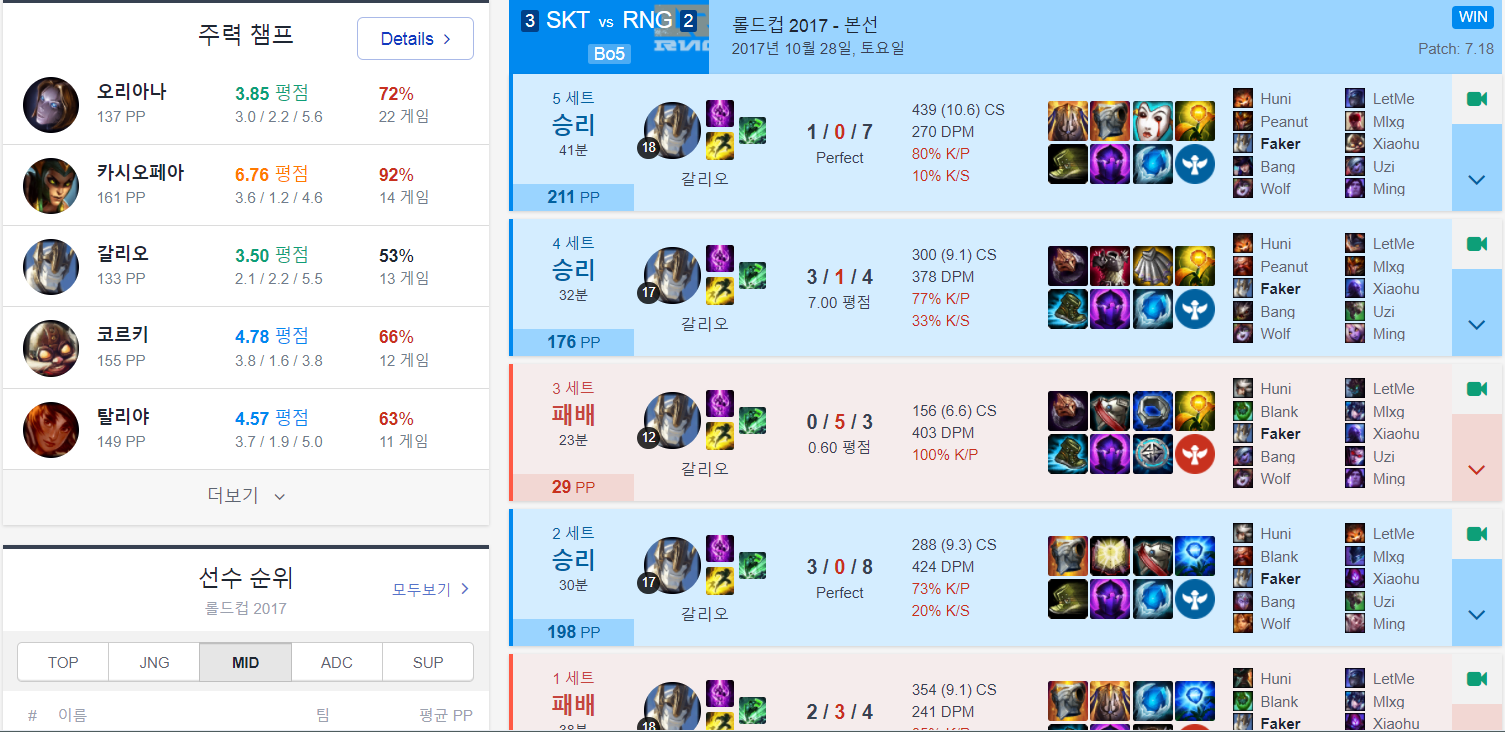 주력 챔프
Details
오리아나
3.85 평점
72%
137 PP
3.0 / 2.2 / 5.6
22 게임
카시오페아
6.76 평점
92%
161 PP
3.6 / 1.2 / 4.6
14 게임
갈리오
3.50 평점
53%
133 PP
2.1 / 2.2 / 5.5
13 게임
코르키
4.78 평점
66%
155 PP
3.8 / 1.6 / 3.8
12 게임
탈리야
4.57 평점
63%
149 PP
3.7 / 1.9 / 5.0
11 게임
더보기
선수 순위
롤드컵 2017
모두보기
TOP
JNG
MID
ADC
SUP
# 이름 팀 평균 PP
3 SKT vs RNG 2
Bo5
롤드컵 2017 - 본선
2017년 10월 28일, 토요일
WIN
Patch: 7.18
5 세트
승리
41분
211 PP
18
갈리오
1 / 0 / 7
Perfect
439 (10.6) CS
270 DPM
80% K/P
10% K/S
Huni
Peanut
Faker
Bang
Wolf
LetMe
Mlxg
Xiaohu
Uzi
Ming
4 세트
승리
32분
176 PP
17
갈리오
3 / 1 / 4
7.00 평점
300 (9.1) CS
378 DPM
77% K/P
33% K/S
Huni
Peanut
Faker
Bang
Wolf
LetMe
Mlxg
Xiaohu
Uzi
Ming
3 세트
패배
23분
29 PP
12
갈리오
0 / 5 / 3
0.60 평점
156 (6.6) CS
403 DPM
100% K/P
Huni
Blank
Faker
Bang
Wolf
LetMe
Mlxg
Xiaohu
Uzi
Ming
2 세트
승리
30분
198 PP
17
갈리오
3 / 0 / 8
Perfect
288 (9.3) CS
424 DPM
73% K/P
20% K/S
Huni
Blank
Faker
Bang
Wolf
LetMe
Mlxg
Xiaohu
Uzi
Ming
1 세트
패배
18
2 / 3 / 4
354 (9.1) CS
241 DPM
Huni
Blank
Faker
LetMe
Mlxg
Xiaohu